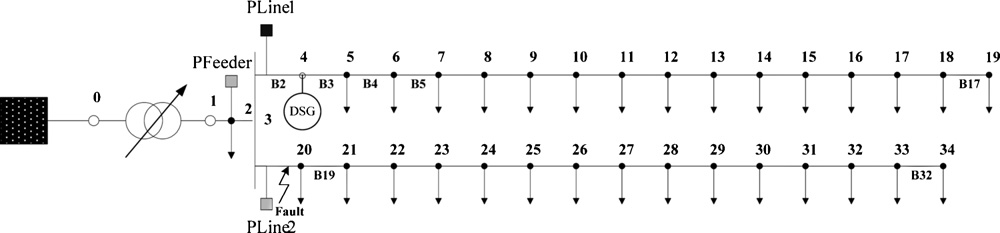 PLine1
4 5 6 7 8 9 10 11 12 13 14 15 16 17 18 19
PFeeder
B2 B3 B4 B5 B17
0 1 2 DSG
3
20 21 22 23 24 25 26 27 28 29 30 31 32 33 34
B19 B32
Fault
PLine2